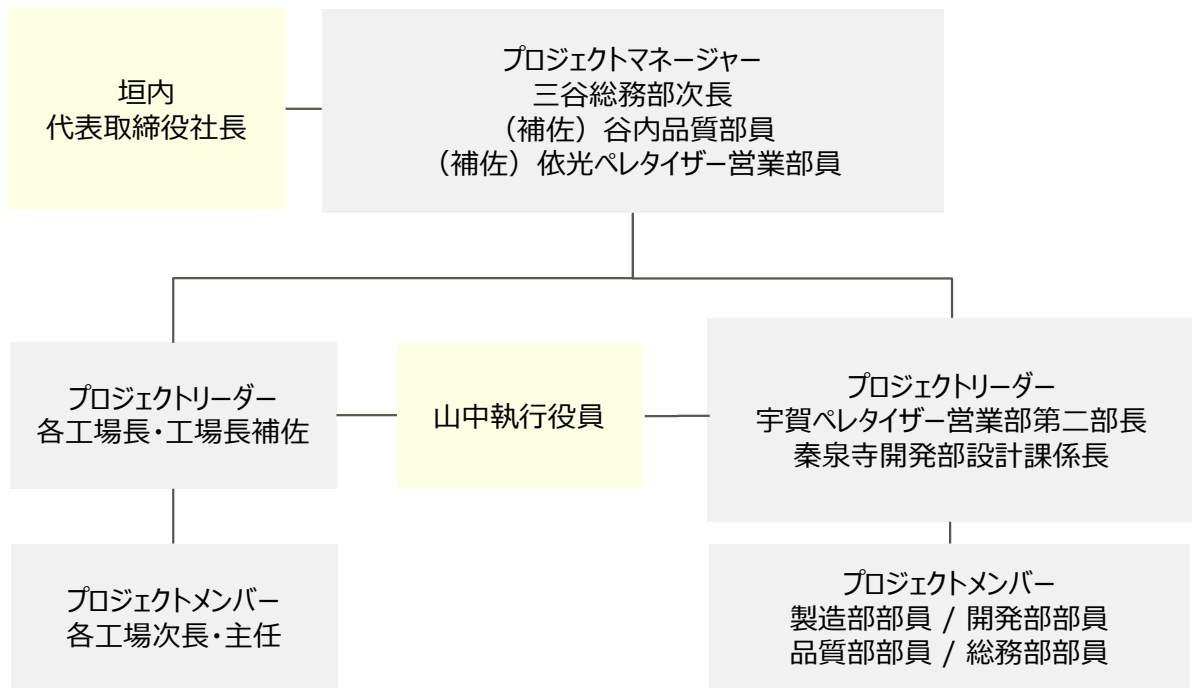 垣内
代表取締役社長
プロジェクトマネージャー
三谷総務部次長
（補佐）谷内品質部員
（補佐）依光ペレタイザー営業部員
プロジェクトリーダー
各工場長・工場長補佐
山中執行役員
プロジェクトリーダー
宇賀ペレタイザー営業部第二部長
秦泉寺開発部設計課係長
プロジェクトメンバー
各工場次長・主任
プロジェクトメンバー
製造部部員 / 開発部部員
品質部部員 / 総務部部員